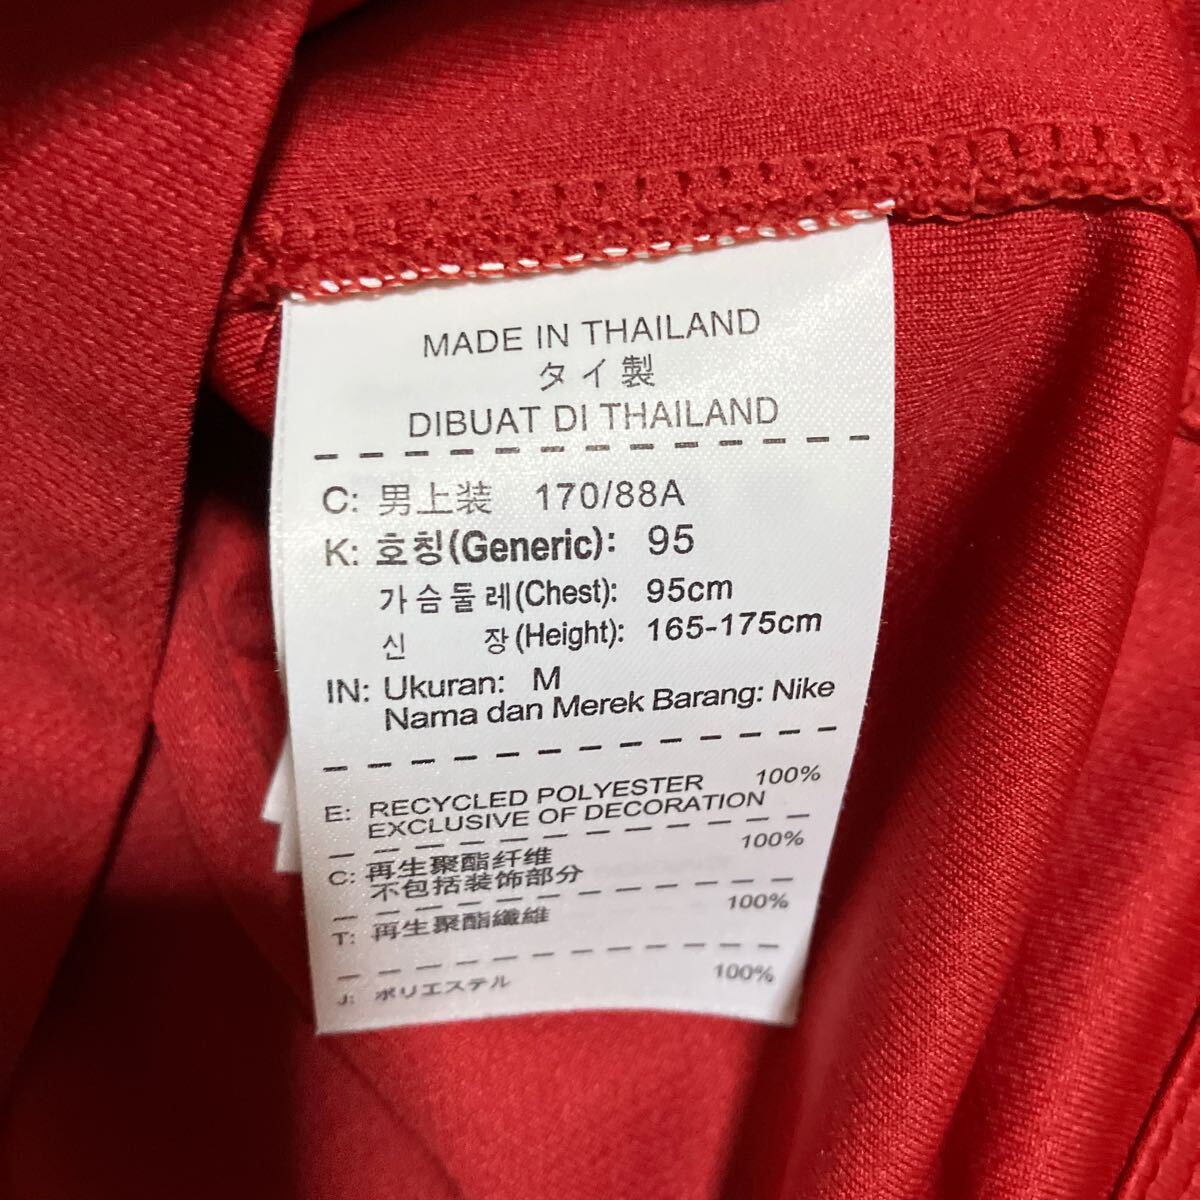 MADE IN THAILAND
タイ製
DIBUAT DI THAILAND
C: 男上装 170/88A
K: 호칭(Generic): 95
가슴둘레(Chest): 95cm
신 장(Height): 165-175cm
IN: Ukuran: M
Nama dan Merek Barang: Nike
E: RECYCLED POLYESTER 100%
EXCLUSIVE OF DECORATION
C: 再生聚酯纤维 100%
不包括装饰部分
T: 再生聚酯纖維 100%
J: ポリエステル 100%